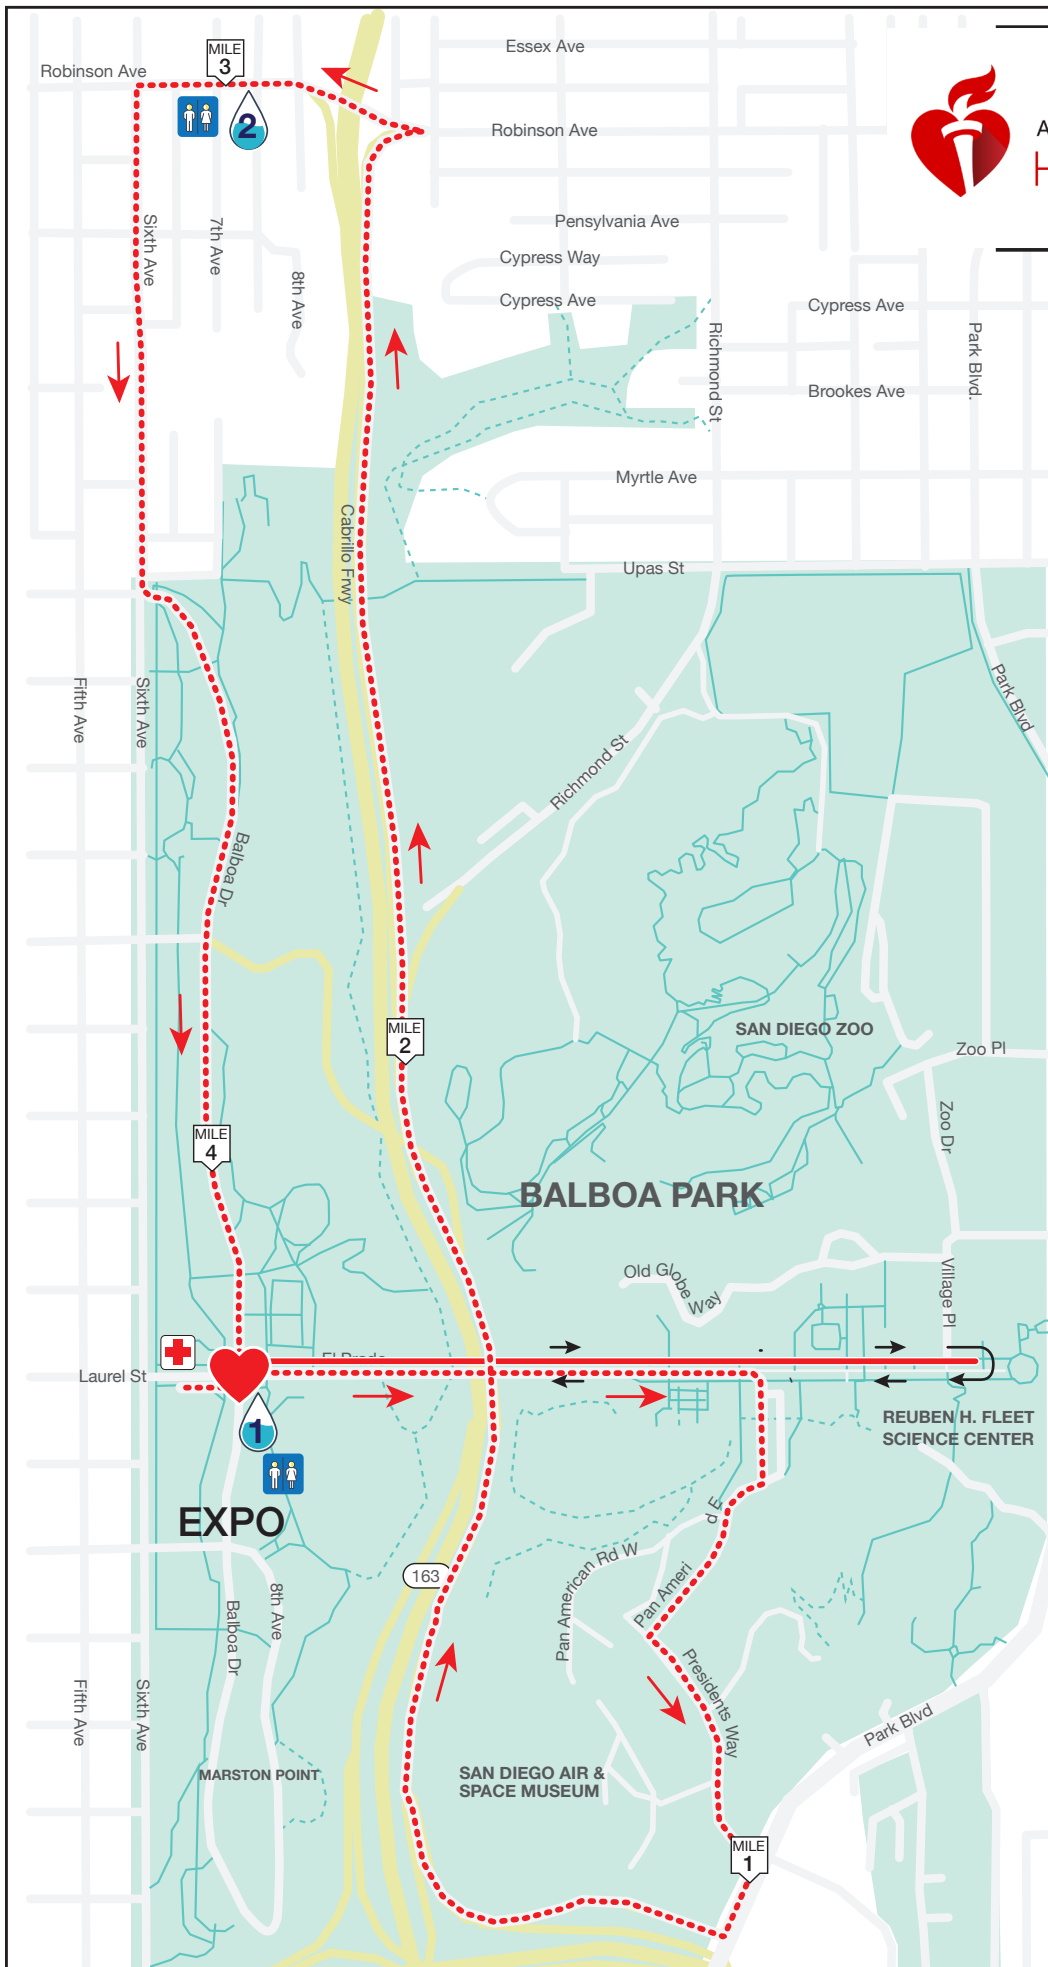 Essex Ave
MILE
3
Robinson Ave
2
Robinson Ave
A
H
Sixth Ave
7th Ave
8th Ave
Pensylvania Ave
Cypress Way
Cypress Ave
Cypress Ave
Richmond St
Park Blvd.
Brookes Ave
Myrtle Ave
Cabrillo Frwy
Upas St
Fifth Ave
Sixth Ave
Park Blvd
Richmond St
Balboa Dr
MILE
2
SAN DIEGO ZOO
Zoo Pl
Zoo Dr
MILE
4
BALBOA PARK
Old Globe Way
Village Pl
El Prado
Laurel St
1
REUBEN H. FLEET
SCIENCE CENTER
EXPO
d E
163
Pan American Rd W
Pan Ameri
8th Ave
Balboa Dr
Presidents Way
Fifth Ave
Sixth Ave
Park Blvd
MARSTON POINT
SAN DIEGO AIR &
SPACE MUSEUM
MILE
1